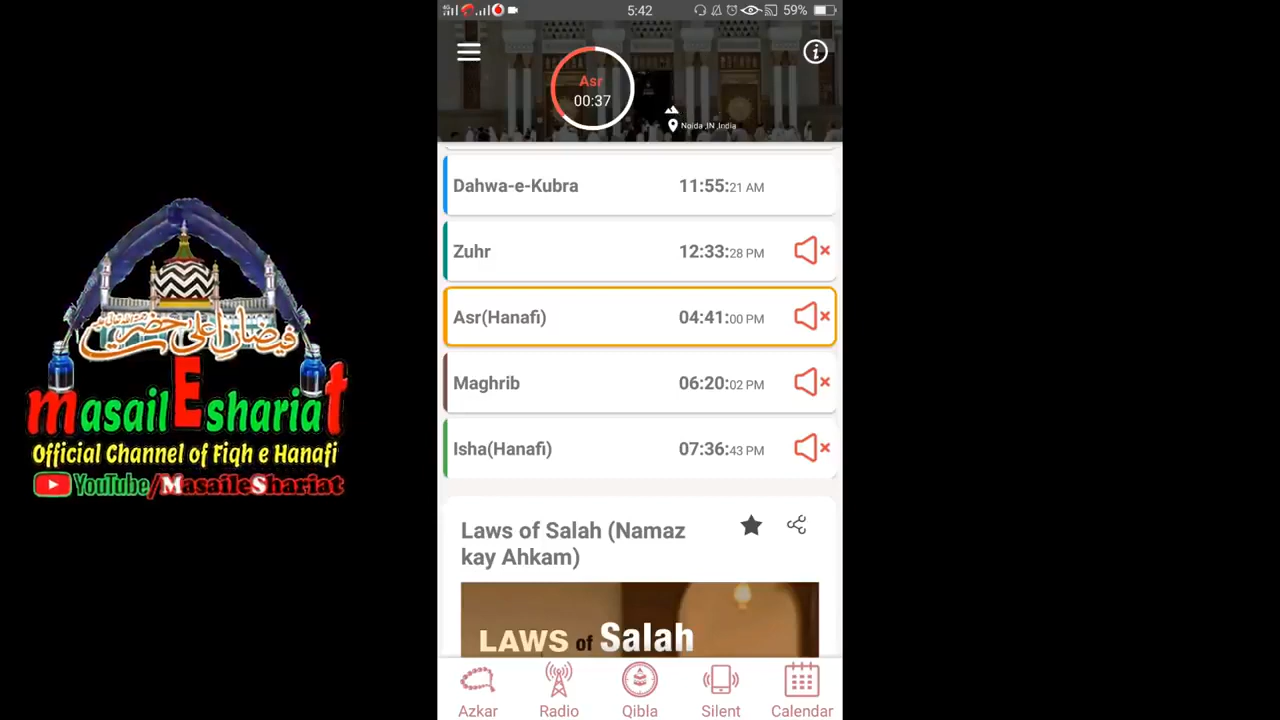 فیضانِ اعلیٰ حضرت
MasailEshariat
Official Channel of Fiqh e Hanafi
YouTube/MasaileShariat
5:42
59%
Asr
00:37
Noida ,IN ,India
Dahwa-e-Kubra 11:55:21 AM
Zuhr 12:33:28 PM
Asr(Hanafi) 04:41:00 PM
Maghrib 06:20:02 PM
Isha(Hanafi) 07:36:43 PM
Laws of Salah (Namaz
kay Ahkam)
LAWS of Salah
Azkar Radio Qibla Silent Calendar